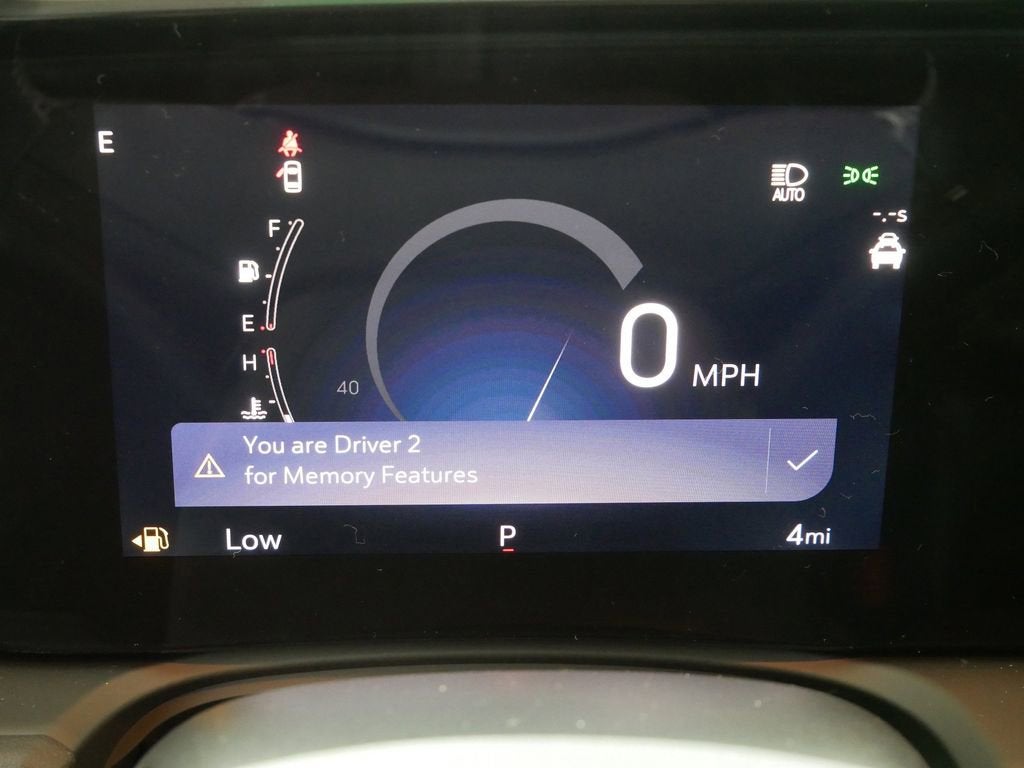 E
AUTO
-.-s
F
E
H
40
0 MPH
You are Driver 2
for Memory Features
Low
P
4mi